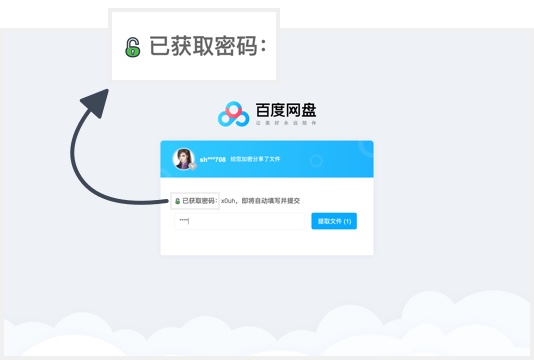 已获取密码：
百度网盘
让美好永远陪伴
sh***708 给您加密分享了文件
已获取密码： x0uh，即将自动填写并提交
****
提取文件 (1)